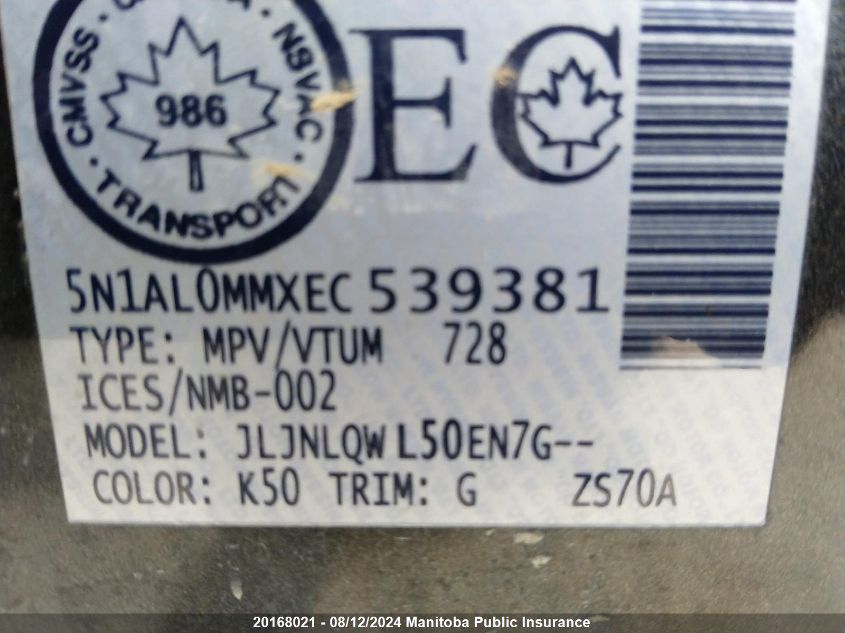 CMVSS · · NSVAC ·
TRANSPORT
986
EC
5N1AL0MMXEC539381
TYPE: MPV/VTUM 728
ICES/NMB-002
MODEL: JLJNLQWL50EN7G--
COLOR: K50 TRIM: G ZS70A
20168021 - 08/12/2024 Manitoba Public Insurance